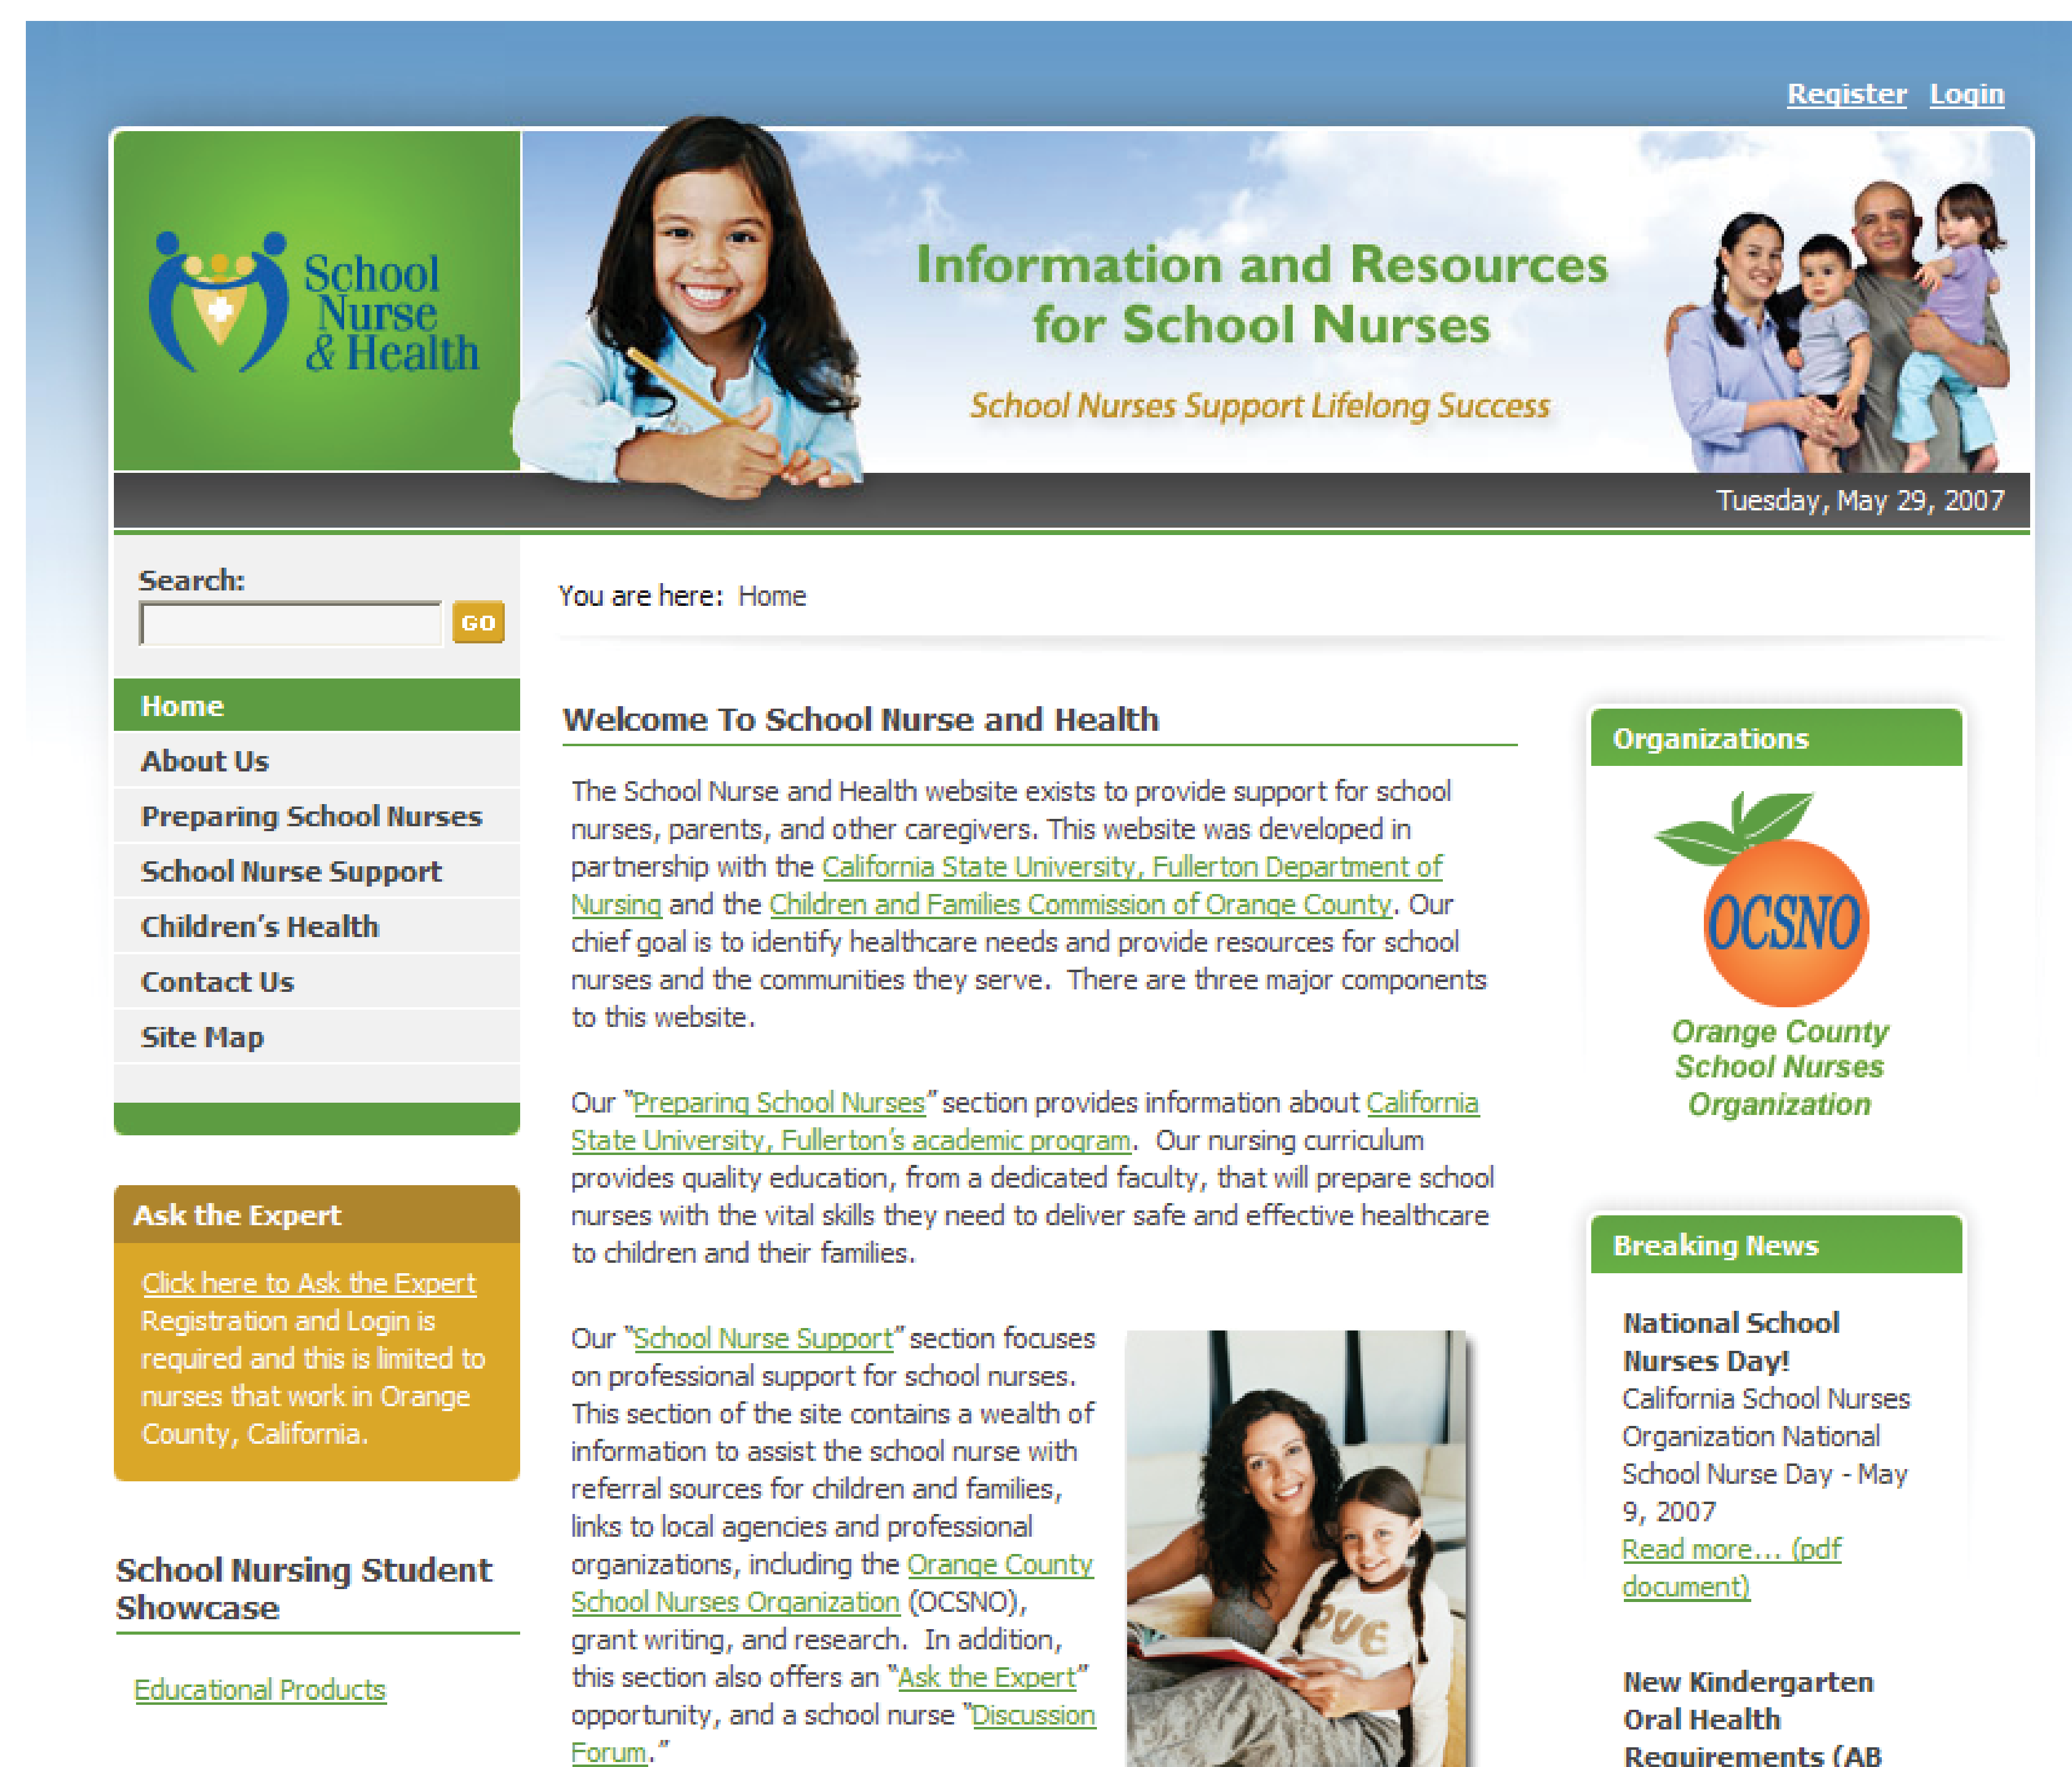 Register Login
School
Nurse
& Health
Information and Resources
for School Nurses
School Nurses Support Lifelong Success
Tuesday, May 29, 2007
Search:
GO
Home
About Us
Preparing School Nurses
School Nurse Support
Children's Health
Contact Us
Site Map
Ask the Expert
Click here to Ask the Expert
Registration and Login is
required and this is limited to
nurses that work in Orange
County, California.
School Nursing Student
Showcase
Educational Products
You are here: Home
Welcome To School Nurse and Health
The School Nurse and Health website exists to provide support for school
nurses, parents, and other caregivers. This website was developed in
partnership with the California State University, Fullerton Department of
Nursing and the Children and Families Commission of Orange County. Our
chief goal is to identify healthcare needs and provide resources for school
nurses and the communities they serve.  There are three major components
to this website.
Our “Preparing School Nurses” section provides information about California
State University, Fullerton’s academic program.  Our nursing curriculum
provides quality education, from a dedicated faculty, that will prepare school
nurses with the vital skills they need to deliver safe and effective healthcare
to children and their families.
Our “School Nurse Support” section focuses
on professional support for school nurses.
This section of the site contains a wealth of
information to assist the school nurse with
referral sources for children and families,
links to local agencies and professional
organizations, including the Orange County
School Nurses Organization (OCSNO),
grant writing, and research.  In addition,
this section also offers an “Ask the Expert”
opportunity, and a school nurse “Discussion
Forum.”
Organizations
OCSNO
Orange County
School Nurses
Organization
Breaking News
National School
Nurses Day!
California School Nurses
Organization National
School Nurse Day - May
9, 2007
Read more... (pdf
document)
New Kindergarten
Oral Health
Requirements (AB